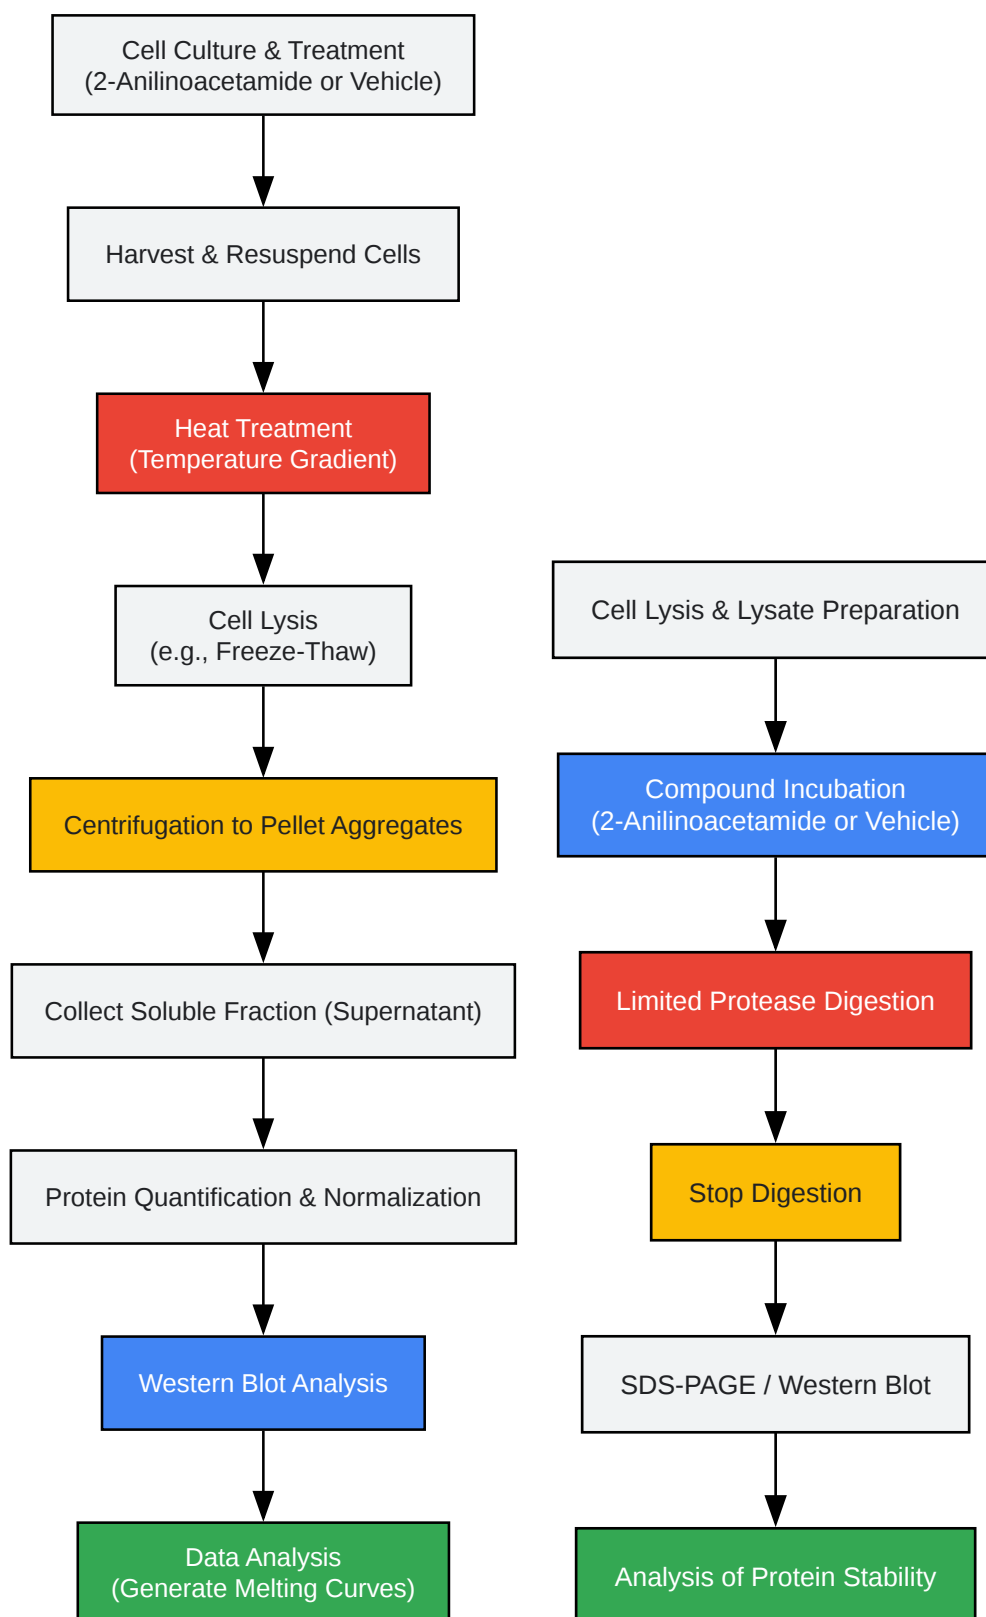 Cell Culture & Treatment
(2-Anilinoacetamide or Vehicle)
Harvest & Resuspend Cells
Heat Treatment
(Temperature Gradient)
Cell Lysis
(e.g., Freeze-Thaw)
Centrifugation to Pellet Aggregates
Collect Soluble Fraction (Supernatant)
Protein Quantification & Normalization
Western Blot Analysis
Data Analysis
(Generate Melting Curves)
Cell Lysis & Lysate Preparation
Compound Incubation
(2-Anilinoacetamide or Vehicle)
Limited Protease Digestion
Stop Digestion
SDS-PAGE / Western Blot
Analysis of Protein Stability